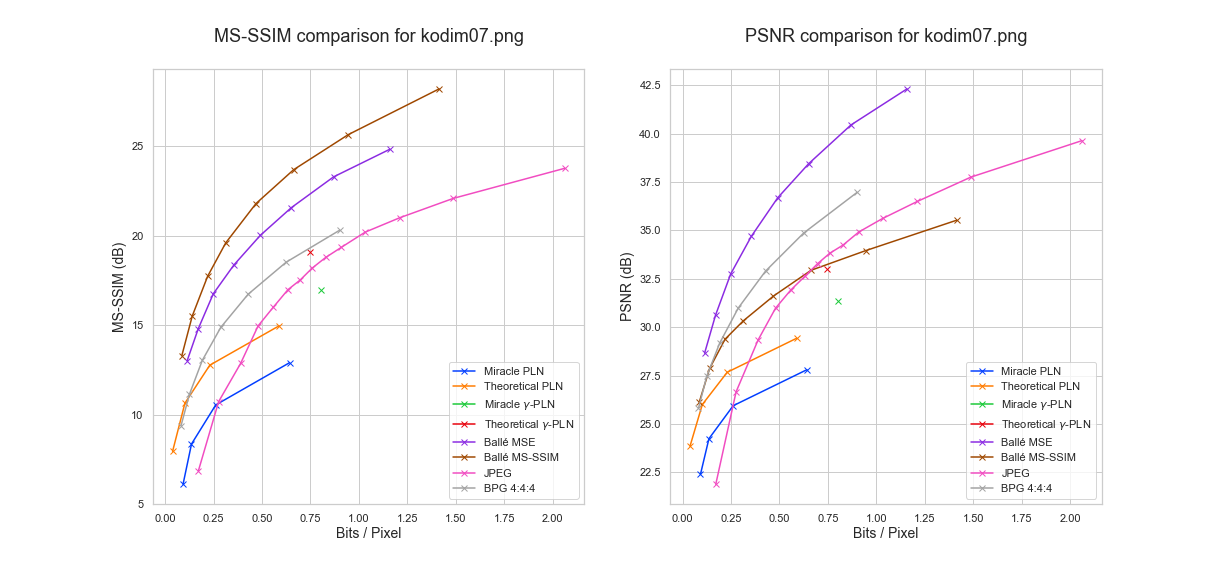 MS-SSIM comparison for kodim07.png
MS-SSIM (dB)
25
20
15
10
5
0.00 0.25 0.50 0.75 1.00 1.25 1.50 1.75 2.00
Bits / Pixel
Miracle PLN
Theoretical PLN
Miracle γ-PLN
Theoretical γ-PLN
Ballé MSE
Ballé MS-SSIM
JPEG
BPG 4:4:4
PSNR comparison for kodim07.png
PSNR (dB)
42.5
40.0
37.5
35.0
32.5
30.0
27.5
25.0
22.5
0.00 0.25 0.50 0.75 1.00 1.25 1.50 1.75 2.00
Bits / Pixel
Miracle PLN
Theoretical PLN
Miracle γ-PLN
Theoretical γ-PLN
Ballé MSE
Ballé MS-SSIM
JPEG
BPG 4:4:4